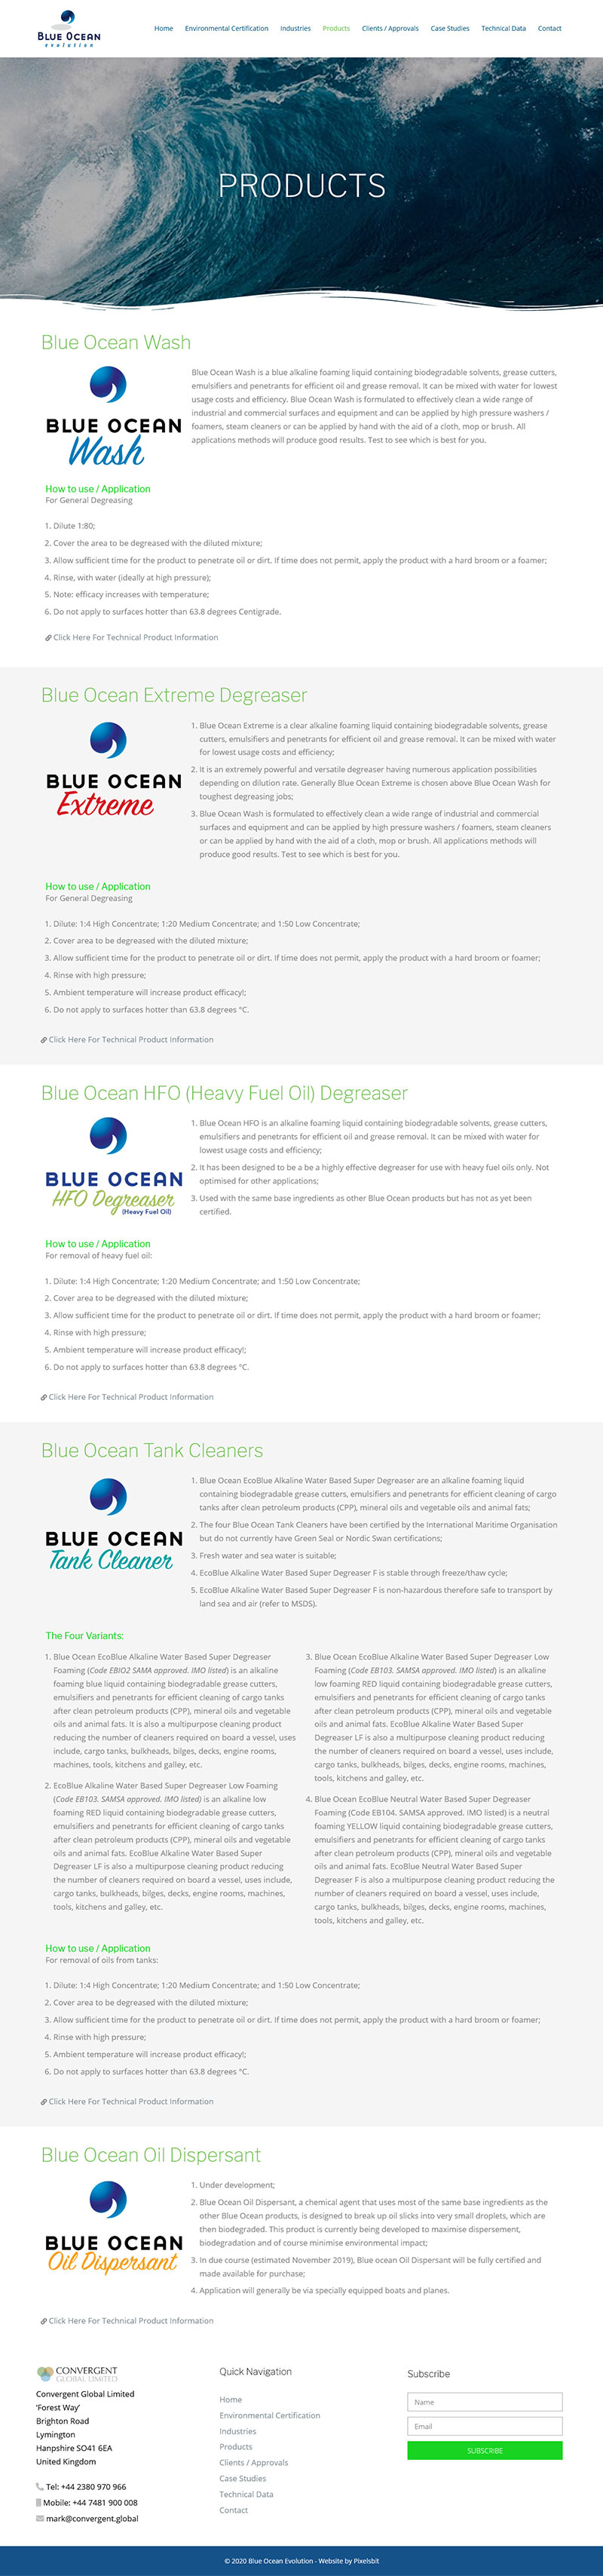 BLUE OCEAN
evolution
Home Environmental Certification Industries Products Clients / Approvals Case Studies Technical Data Contact
PRODUCTS
Blue Ocean Wash
BLUE OCEAN
Wash
Blue Ocean Wash is a blue alkaline foaming liquid containing biodegradable solvents, grease cutters,
emulsifiers and penetrants for efficient oil and grease removal. It can be mixed with water for lowest
usage costs and efficiency. Blue Ocean Wash is formulated to effectively clean a wide range of
industrial and commercial surfaces and equipment and can be applied by high pressure washers /
foamers, steam cleaners or can be applied by hand with the aid of a cloth, mop or brush. All
applications methods will produce good results. Test to see which is best for you.
How to use / Application
For General Degreasing
1. Dilute 1:80;
2. Cover the area to be degreased with the diluted mixture;
3. Allow sufficient time for the product to penetrate oil or dirt. If time does not permit, apply the product with a hard broom or a foamer;
4. Rinse, with water (ideally at high pressure);
5. Note: efficacy increases with temperature;
6. Do not apply to surfaces hotter than 63.8 degrees Centigrade.
Click Here For Technical Product Information
Blue Ocean Extreme Degreaser
BLUE OCEAN
Extreme
1. Blue Ocean Extreme is a clear alkaline foaming liquid containing biodegradable solvents, grease
cutters, emulsifiers and penetrants for efficient oil and grease removal. It can be mixed with water
for lowest usage costs and efficiency;
2. It is an extremely powerful and versatile degreaser having numerous application possibilities
depending on dilution rate. Generally Blue Ocean Extreme is chosen above Blue Ocean Wash for
toughest degreasing jobs;
3. Blue Ocean Wash is formulated to effectively clean a wide range of industrial and commercial
surfaces and equipment and can be applied by high pressure washers / foamers, steam cleaners
or can be applied by hand with the aid of a cloth, mop or brush. All applications methods will
produce good results. Test to see which is best for you.
How to use / Application
For General Degreasing
1. Dilute: 1:4 High Concentrate; 1:20 Medium Concentrate; and 1:50 Low Concentrate;
2. Cover area to be degreased with the diluted mixture;
3. Allow sufficient time for the product to penetrate oil or dirt. If time does not permit, apply the product with a hard broom or foamer;
4. Rinse with high pressure;
5. Ambient temperature will increase product efficacy!;
6. Do not apply to surfaces hotter than 63.8 degrees °C.
Click Here For Technical Product Information
Blue Ocean HFO (Heavy Fuel Oil) Degreaser
BLUE OCEAN
HFO Degreaser
(Heavy Fuel Oil)
1. Blue Ocean HFO is an alkaline foaming liquid containing biodegradable solvents, grease cutters,
emulsifiers and penetrants for efficient oil and grease removal. It can be mixed with water for
lowest usage costs and efficiency;
2. It has been designed to be a be a highly effective degreaser for use with heavy fuel oils only. Not
optimised for other applications;
3. Used with the same base ingredients as other Blue Ocean products but has not as yet been
certified.
How to use / Application
For removal of heavy fuel oil:
1. Dilute: 1:4 High Concentrate; 1:20 Medium Concentrate; and 1:50 Low Concentrate;
2. Cover area to be degreased with the diluted mixture;
3. Allow sufficient time for the product to penetrate oil or dirt. If time does not permit, apply the product with a hard broom or foamer;
4. Rinse with high pressure;
5. Ambient temperature will increase product efficacy!;
6. Do not apply to surfaces hotter than 63.8 degrees °C.
Click Here For Technical Product Information
Blue Ocean Tank Cleaners
BLUE OCEAN
Tank Cleaner
1. Blue Ocean EcoBlue Alkaline Water Based Super Degreaser are an alkaline foaming liquid
containing biodegradable grease cutters, emulsifiers and penetrants for efficient cleaning of cargo
tanks after clean petroleum products (CPP), mineral oils and vegetable oils and animal fats;
2. The four Blue Ocean Tank Cleaners have been certified by the International Maritime Organisation
but do not currently have Green Seal or Nordic Swan certifications;
3. Fresh water and sea water is suitable;
4. EcoBlue Alkaline Water Based Super Degreaser F is stable through freeze/thaw cycle;
5. EcoBlue Alkaline Water Based Super Degreaser F is non-hazardous therefore safe to transport by
land sea and air (refer to MSDS).
The Four Variants:
1. Blue Ocean EcoBlue Alkaline Water Based Super Degreaser
Foaming (Code EBIO2 SAMA approved. IMO listed) is an alkaline
foaming blue liquid containing biodegradable grease cutters,
emulsifiers and penetrants for efficient cleaning of cargo tanks
after clean petroleum products (CPP), mineral oils and vegetable
oils and animal fats. It is also a multipurpose cleaning product
reducing the number of cleaners required on board a vessel, uses
include, cargo tanks, bulkheads, bilges, decks, engine rooms,
machines, tools, kitchens and galley, etc.
2. EcoBlue Alkaline Water Based Super Degreaser Low Foaming
(Code EB103. SAMSA approved. IMO listed) is an alkaline low
foaming RED liquid containing biodegradable grease cutters,
emulsifiers and penetrants for efficient cleaning of cargo tanks
after clean petroleum products (CPP), mineral oils and vegetable
oils and animal fats. EcoBlue Alkaline Water Based Super
Degreaser LF is also a multipurpose cleaning product reducing
the number of cleaners required on board a vessel, uses include,
cargo tanks, bulkheads, bilges, decks, engine rooms, machines,
tools, kitchens and galley, etc.
3. Blue Ocean EcoBlue Alkaline Water Based Super Degreaser Low
Foaming (Code EB103. SAMSA approved. IMO listed) is an alkaline
low foaming RED liquid containing biodegradable grease cutters,
emulsifiers and penetrants for efficient cleaning of cargo tanks
after clean petroleum products (CPP), mineral oils and vegetable
oils and animal fats. EcoBlue Alkaline Water Based Super
Degreaser LF is also a multipurpose cleaning product reducing
the number of cleaners required on board a vessel, uses include,
cargo tanks, bulkheads, bilges, decks, engine rooms, machines,
tools, kitchens and galley, etc.
4. Blue Ocean EcoBlue Neutral Water Based Super Degreaser
Foaming (Code EB104. SAMSA approved. IMO listed) is a neutral
foaming YELLOW liquid containing biodegradable grease cutters,
emulsifiers and penetrants for efficient cleaning of cargo tanks
after clean petroleum products (CPP), mineral oils and vegetable
oils and animal fats. EcoBlue Neutral Water Based Super
Degreaser F is also a multipurpose cleaning product reducing the
number of cleaners required on board a vessel, uses include,
cargo tanks, bulkheads, bilges, decks, engine rooms, machines,
tools, kitchens and galley, etc.
How to use / Application
For removal of oils from tanks:
1. Dilute: 1:4 High Concentrate; 1:20 Medium Concentrate; and 1:50 Low Concentrate;
2. Cover area to be degreased with the diluted mixture;
3. Allow sufficient time for the product to penetrate oil or dirt. If time does not permit, apply the product with a hard broom or foamer;
4. Rinse with high pressure;
5. Ambient temperature will increase product efficacy!;
6. Do not apply to surfaces hotter than 63.8 degrees °C.
Click Here For Technical Product Information
Blue Ocean Oil Dispersant
BLUE OCEAN
Oil Dispersant
1. Under development;
2. Blue Ocean Oil Dispersant, a chemical agent that uses most of the same base ingredients as the
other Blue Ocean products, is designed to break up oil slicks into very small droplets, which are
then biodegraded. This product is currently being developed to maximise dispersement,
biodegradation and of course minimise environmental impact;
3. In due course (estimated November 2019), Blue ocean Oil Dispersant will be fully certified and
made available for purchase;
4. Application will generally be via specially equipped boats and planes.
Click Here For Technical Product Information
CONVERGENT
GLOBAL LIMITED
Convergent Global Limited
'Forest Way'
Brighton Road
Lymington
Hanpshire SO41 6EA
United Kingdom
Tel: +44 2380 970 966
Mobile: +44 7481 900 008
mark@convergent.global
Quick Navigation
Home
Environmental Certification
Industries
Products
Clients / Approvals
Case Studies
Technical Data
Contact
Subscribe
Name
Email
SUBSCRIBE
© 2020 Blue Ocean Evolution - Website by Pixelsbit